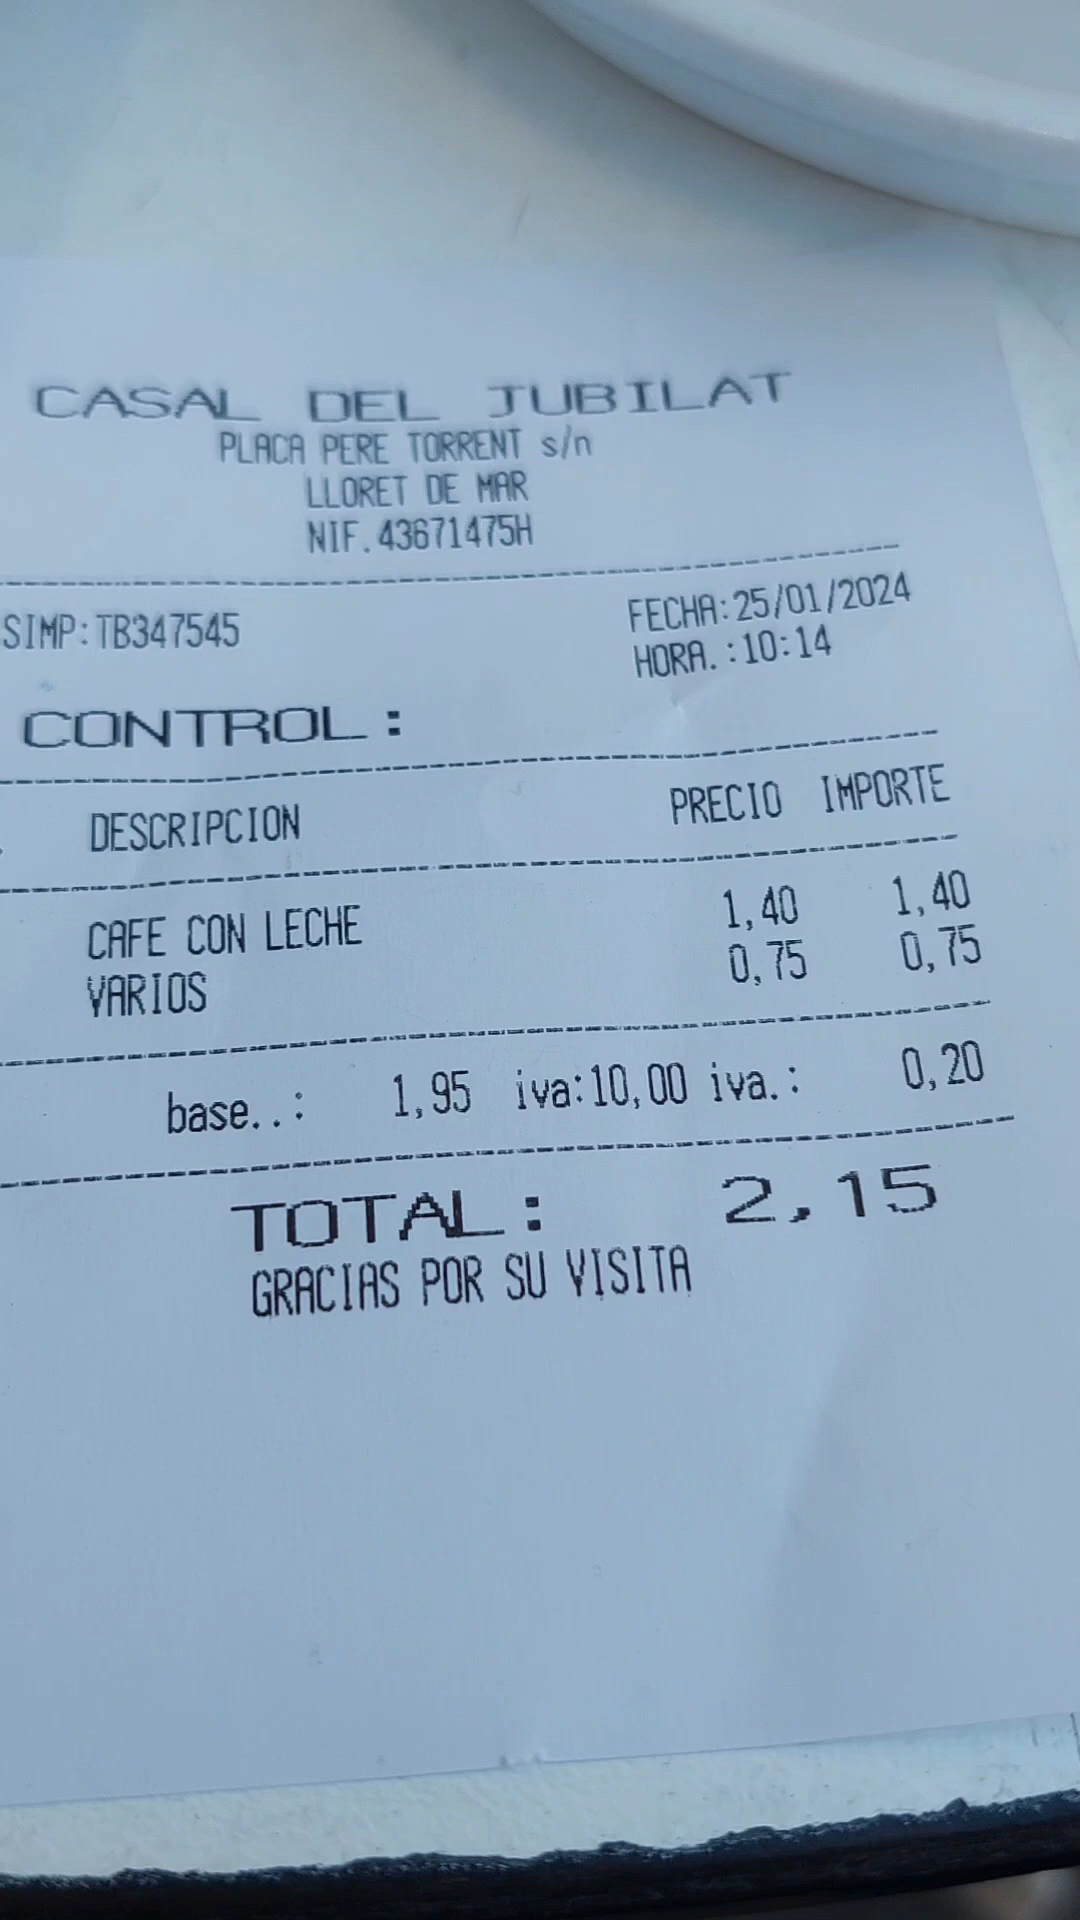 CASAL DEL JUBILAT
PLACA PERE TORRENT s/n
LLORET DE MAR
NIF.43671475H
SIMP:TB347545 FECHA:25/01/2024
HORA.:10:14
CONTROL:
DESCRIPCION PRECIO IMPORTE
CAFE CON LECHE 1,40 1,40
VARIOS 0,75 0,75
base..: 1,95 iva:10,00 iva.: 0,20
TOTAL: 2,15
GRACIAS POR SU VISITA